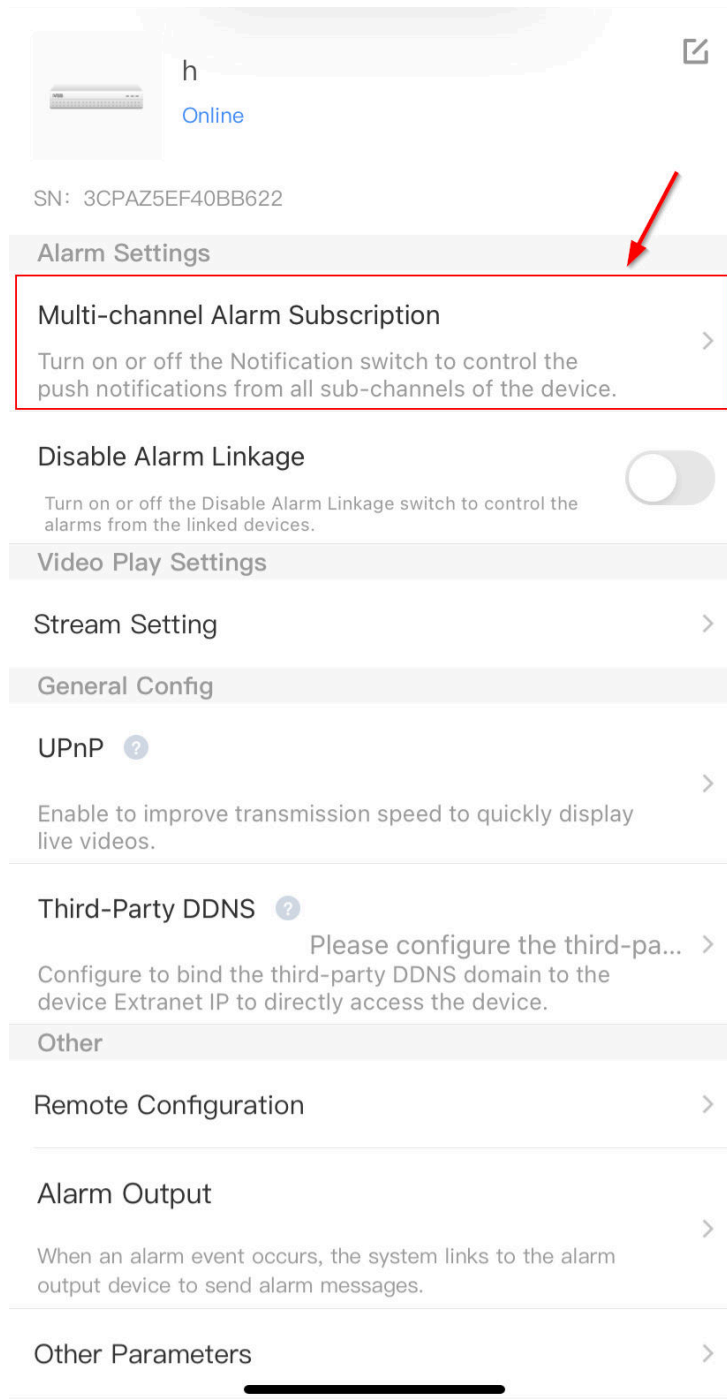 h
Online
SN: 3CPAZ5EF40BB622
Alarm Settings
Multi-channel Alarm Subscription
Turn on or off the Notification switch to control the
push notifications from all sub-channels of the device.
Disable Alarm Linkage
Turn on or off the Disable Alarm Linkage switch to control the
alarms from the linked devices.
Video Play Settings
Stream Setting
General Config
UPnP ?
Enable to improve transmission speed to quickly display
live videos.
Third-Party DDNS ?
Please configure the third-pa...
Configure to bind the third-party DDNS domain to the
device Extranet IP to directly access the device.
Other
Remote Configuration
Alarm Output
When an alarm event occurs, the system links to the alarm
output device to send alarm messages.
Other Parameters